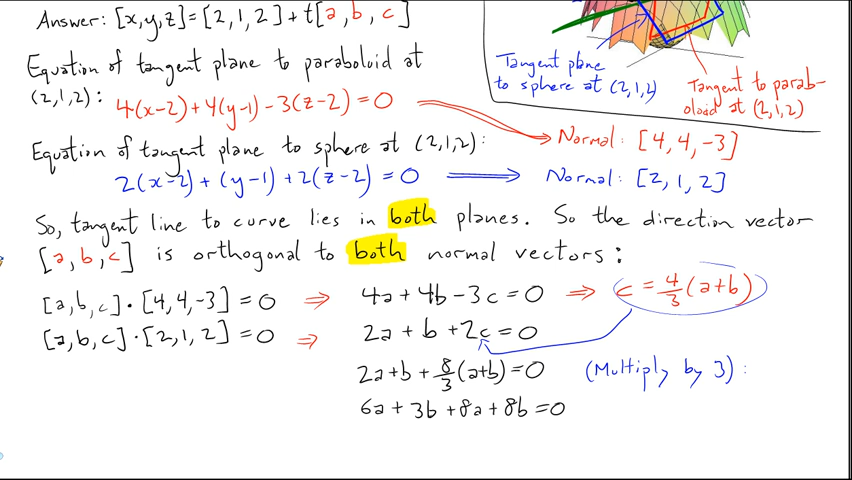 Answer: [x,y,z]=[2,1,2]+t[a,b,c]
Equation of tangent plane to paraboloid at
(2,1,2): 4(x-2)+4(y-1)-3(z-2)=0
Tangent plane
to sphere at (2,1,2)
Tangent to parab-
oloid at (2,1,2)
Normal: [4,4,-3]
Equation of tangent plane to sphere at (2,1,2):
2(x-2)+(y-1)+2(z-2)=0 ⟹ Normal: [2,1,2]
So, tangent line to curve lies in both planes. So the direction vector
[a,b,c] is orthogonal to both normal vectors:
[a,b,c]•[4,4,-3]=0 ⇒ 4a+4b-3c=0 ⇒ c=4/3(a+b)
[a,b,c]•[2,1,2]=0 ⇒ 2a+b+2c=0
2a+b+8/3(a+b)=0 (Multiply by 3):
6a+3b+8a+8b=0